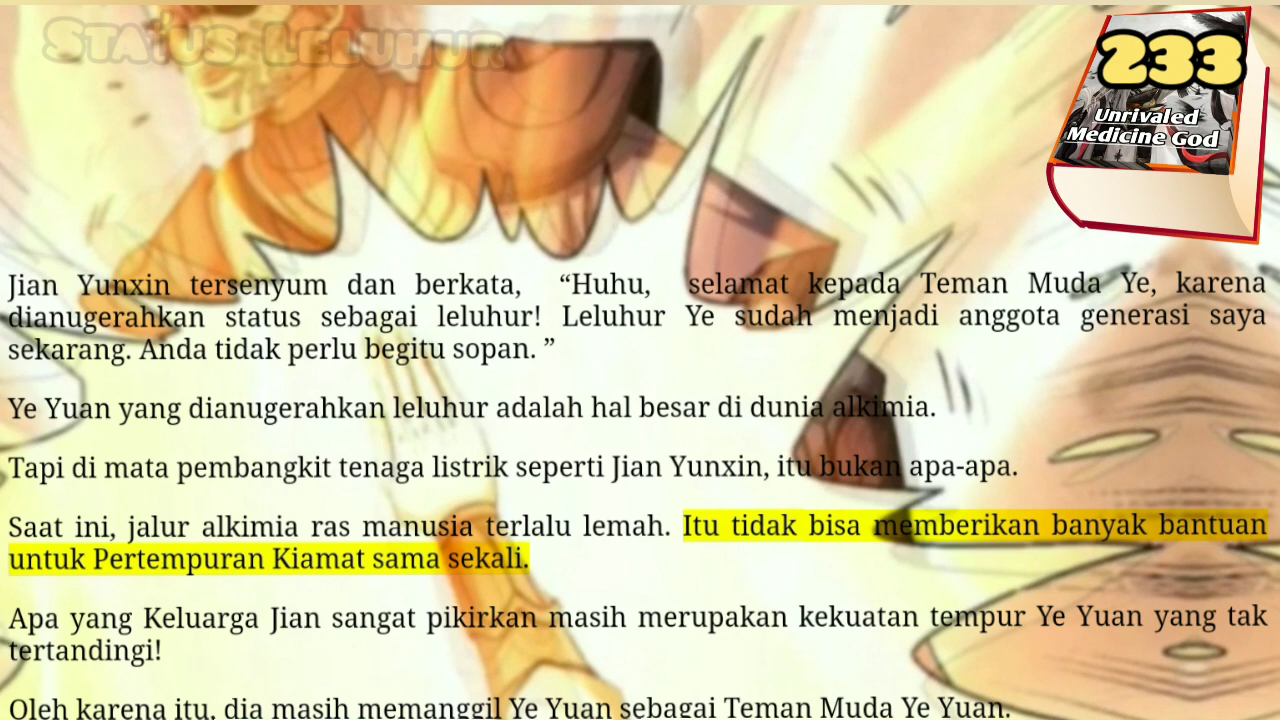 Status Leluhur
233
Unrivaled
Medicine God
Jian Yunxin tersenyum dan berkata, “Huhu, selamat kepada Teman Muda Ye, karena
dianugerahkan status sebagai leluhur! Leluhur Ye sudah menjadi anggota generasi saya
sekarang. Anda tidak perlu begitu sopan. ”
Ye Yuan yang dianugerahkan leluhur adalah hal besar di dunia alkimia.
Tapi di mata pembangkit tenaga listrik seperti Jian Yunxin, itu bukan apa-apa.
Saat ini, jalur alkimia ras manusia terlalu lemah. Itu tidak bisa memberikan banyak bantuan
untuk Pertempuran Kiamat sama sekali.
Apa yang Keluarga Jian sangat pikirkan masih merupakan kekuatan tempur Ye Yuan yang tak
tertandingi!
Oleh karena itu, dia masih memanggil Ye Yuan sebagai Teman Muda Ye Yuan.